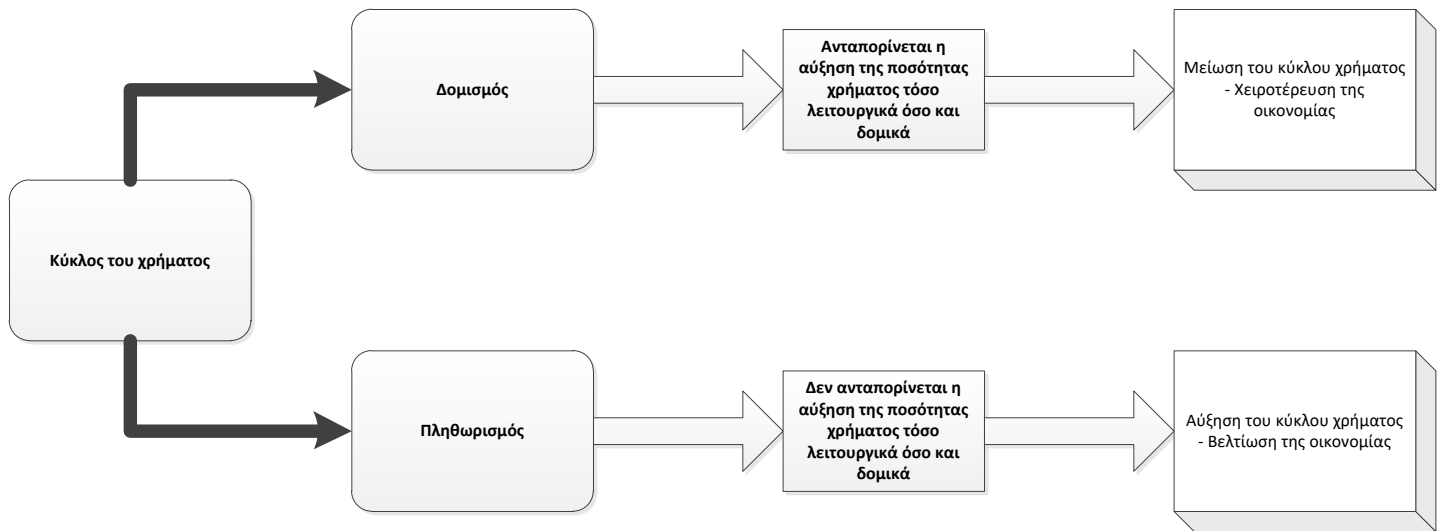 Κύκλος του χρήματος
Δομισμός
Ανταπορίνεται η
αύξηση της ποσότητας
χρήματος τόσο
λειτουργικά όσο και
δομικά
Μείωση του κύκλου χρήματος
- Χειροτέρευση της
οικονομίας
Πληθωρισμός
Δεν ανταπορίνεται η
αύξηση της ποσότητας
χρήματος τόσο
λειτουργικά όσο και
δομικά
Αύξηση του κύκλου χρήματος
- Βελτίωση της οικονομίας